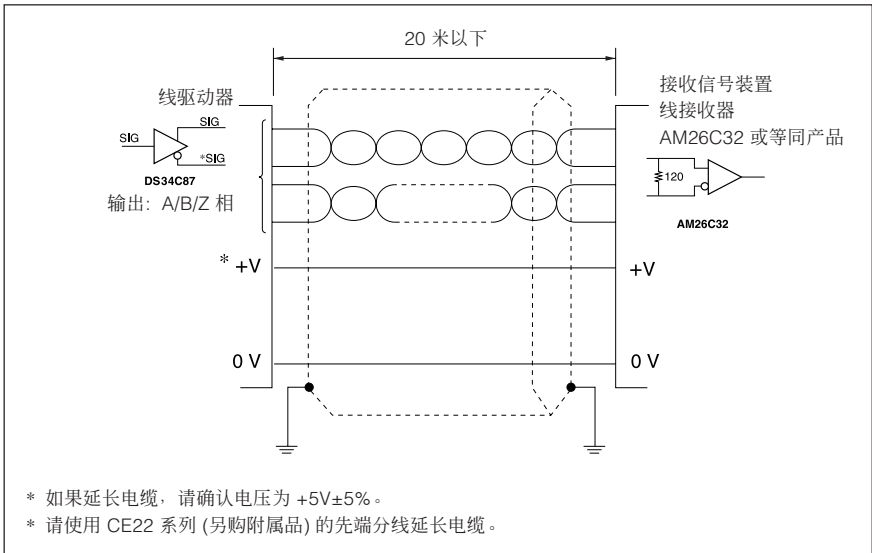 20 米以下
线驱动器
SIG
SIG
*SIG
DS34C87
输出: A/B/Z 相
接收信号装置
线接收器
AM26C32 或等同产品
120
AM26C32
* +V
+V
0 V
0 V
* 如果延长电缆，请确认电压为 +5V±5%。
* 请使用 CE22 系列 (另购附属品) 的先端分线延长电缆。